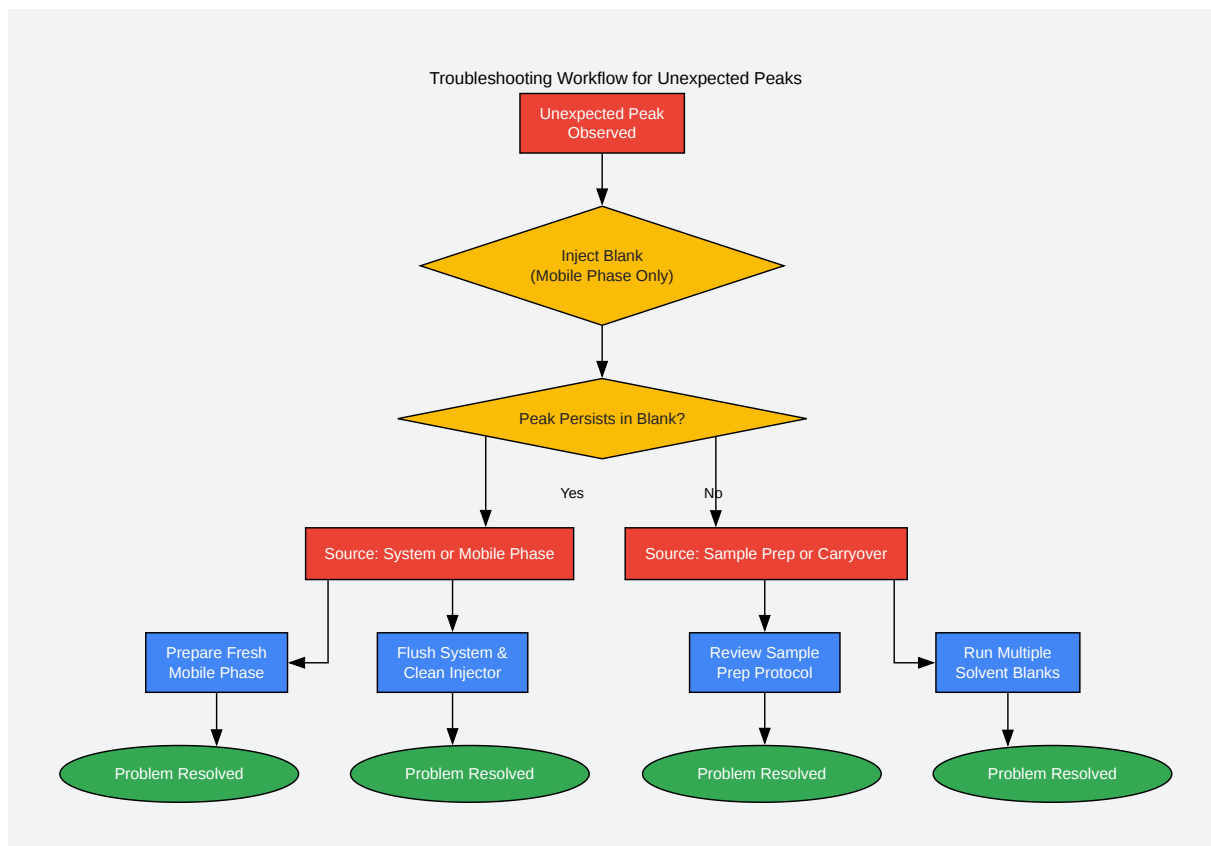 Troubleshooting Workflow for Unexpected Peaks
Unexpected Peak
Observed
Inject Blank
(Mobile Phase Only)
Peak Persists in Blank?
Yes
No
Source: System or Mobile Phase
Source: Sample Prep or Carryover
Prepare Fresh
Mobile Phase
Flush System &
Clean Injector
Review Sample
Prep Protocol
Run Multiple
Solvent Blanks
Problem Resolved
Problem Resolved
Problem Resolved
Problem Resolved